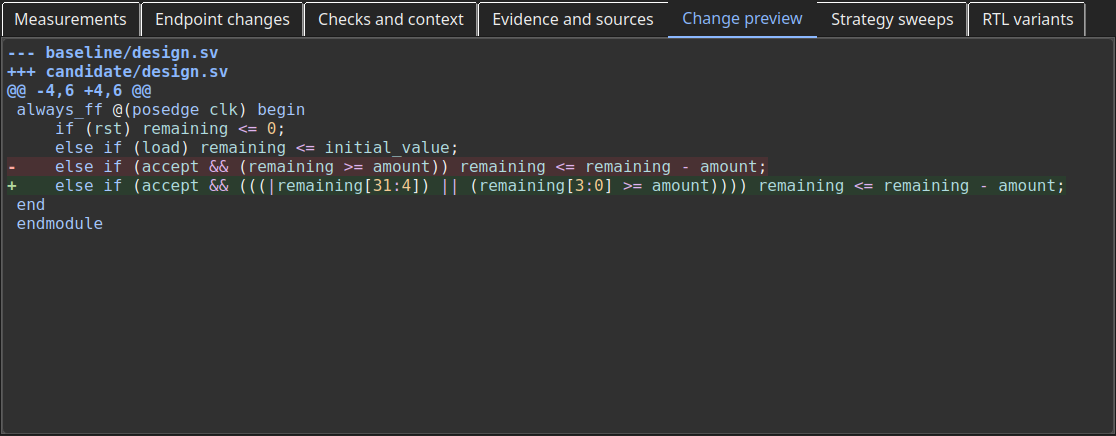 Measurements Endpoint changes Checks and context Evidence and sources Change preview Strategy sweeps RTL variants
--- baseline/design.sv
+++ candidate/design.sv
@@ -4,6 +4,6 @@
 always_ff @(posedge clk) begin
     if (rst) remaining <= 0;
     else if (load) remaining <= initial_value;
-    else if (accept && (remaining >= amount)) remaining <= remaining - amount;
+    else if (accept && (((|remaining[31:4]) || (remaining[3:0] >= amount)))) remaining <= remaining - amount;
 end
 endmodule